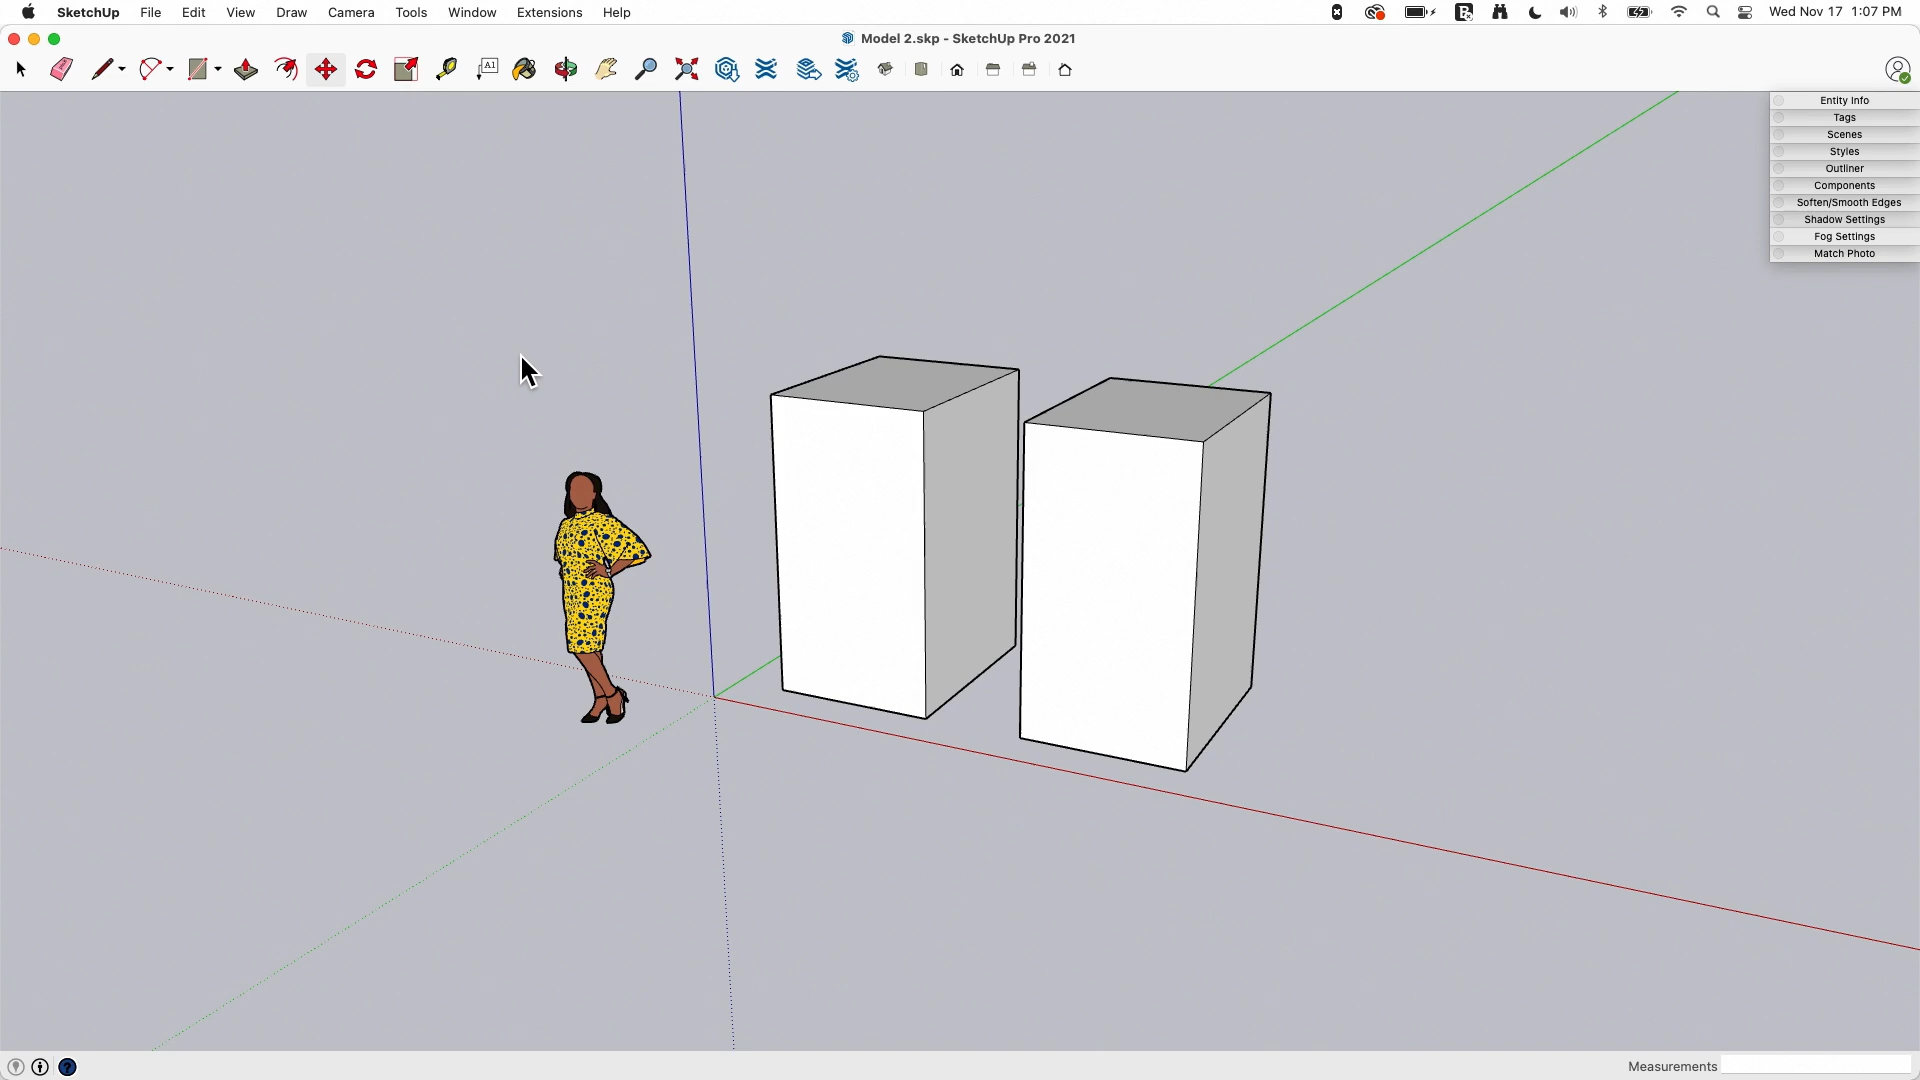 SketchUp File Edit View Draw Camera Tools Window Extensions Help Wed Nov 17 1:07 PM
Model 2.skp - SketchUp Pro 2021
A1
Entity Info
Tags
Scenes
Styles
Outliner
Components
Soften/Smooth Edges
Shadow Settings
Fog Settings
Match Photo
Measurements